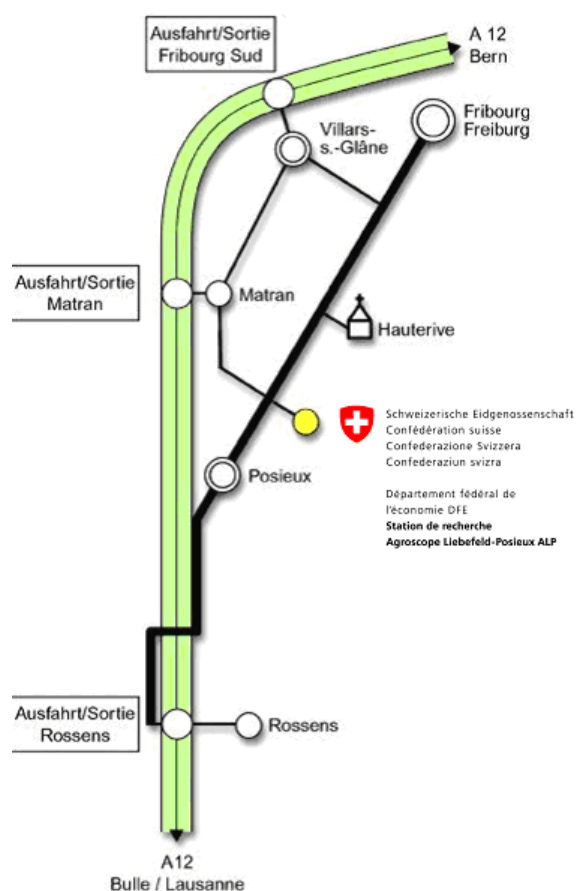 Ausfahrt/Sortie
Fribourg Sud
A 12
Bern
Fribourg
Freiburg
Villars-
s.-Glâne
Ausfahrt/Sortie
Matran
Matran
Hauterive
Schweizerische Eidgenossenschaft
Confédération suisse
Confederazione Svizzera
Confederaziun svizra
Posieux
Département fédéral de
l'économie DFE
Station de recherche
Agroscope Liebefeld-Posieux ALP
Ausfahrt/Sortie
Rossens
Rossens
A12
Bulle / Lausanne